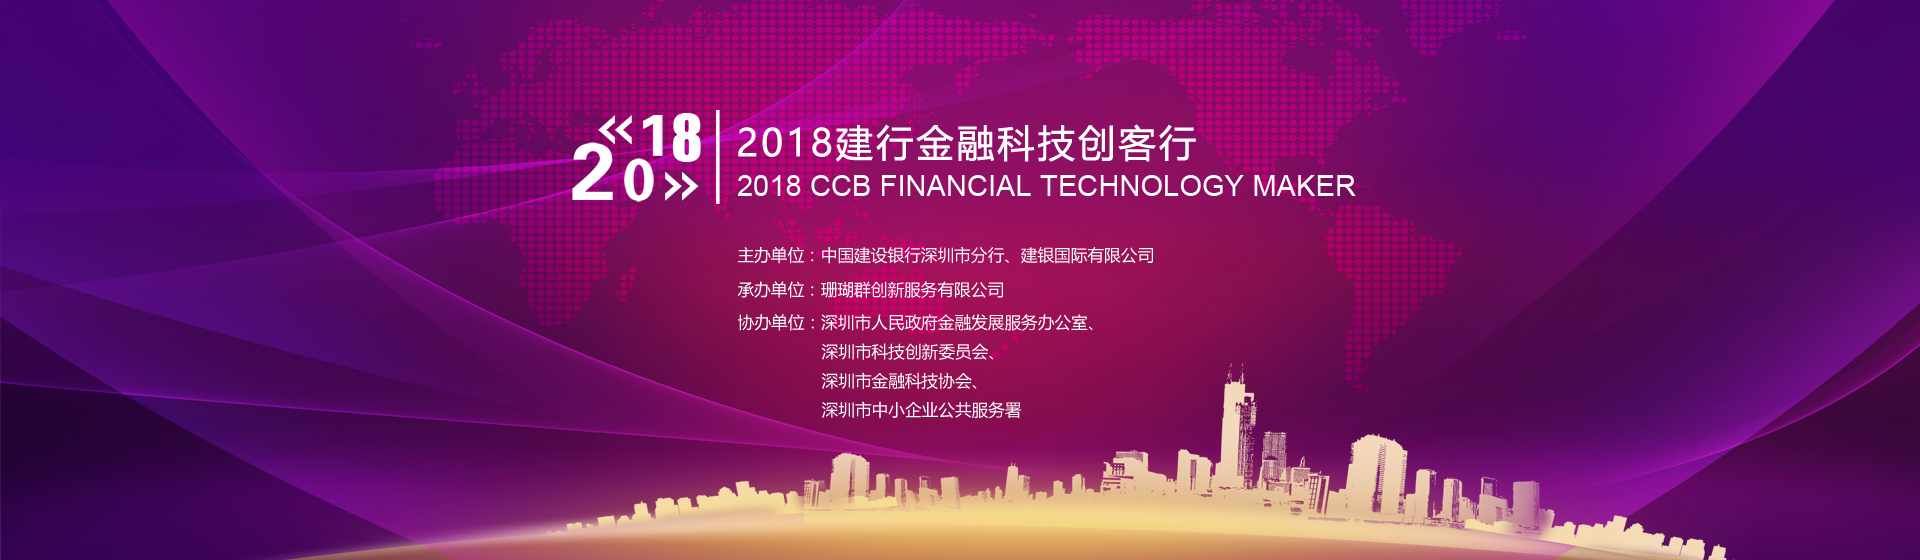 «18
20»
2018建行金融科技创客行
2018 CCB FINANCIAL TECHNOLOGY MAKER
主办单位：中国建设银行深圳市分行、建银国际有限公司
承办单位：珊瑚群创新服务有限公司
协办单位：深圳市人民政府金融发展服务办公室、
深圳市科技创新委员会、
深圳市金融科技协会、
深圳市中小企业公共服务署